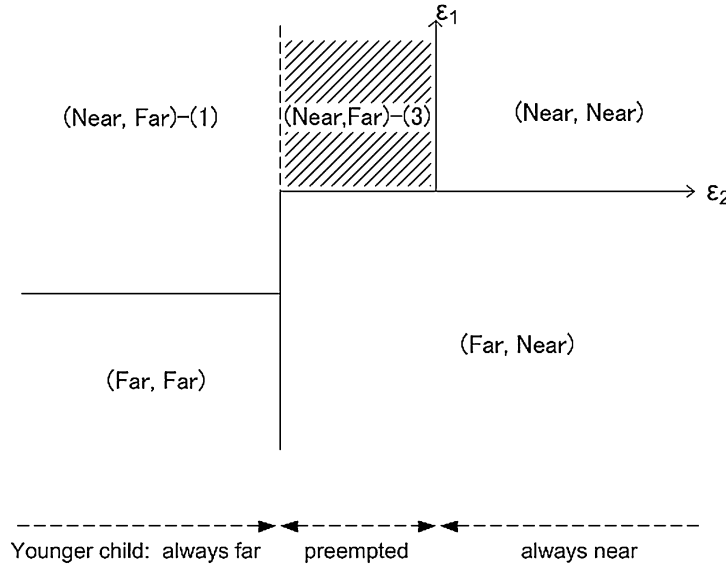 ε1
(Near, Far)-(1)
(Near,Far)-(3)
(Near, Near)
ε2
(Far, Near)
(Far, Far)
Younger child: always far
preempted
always near